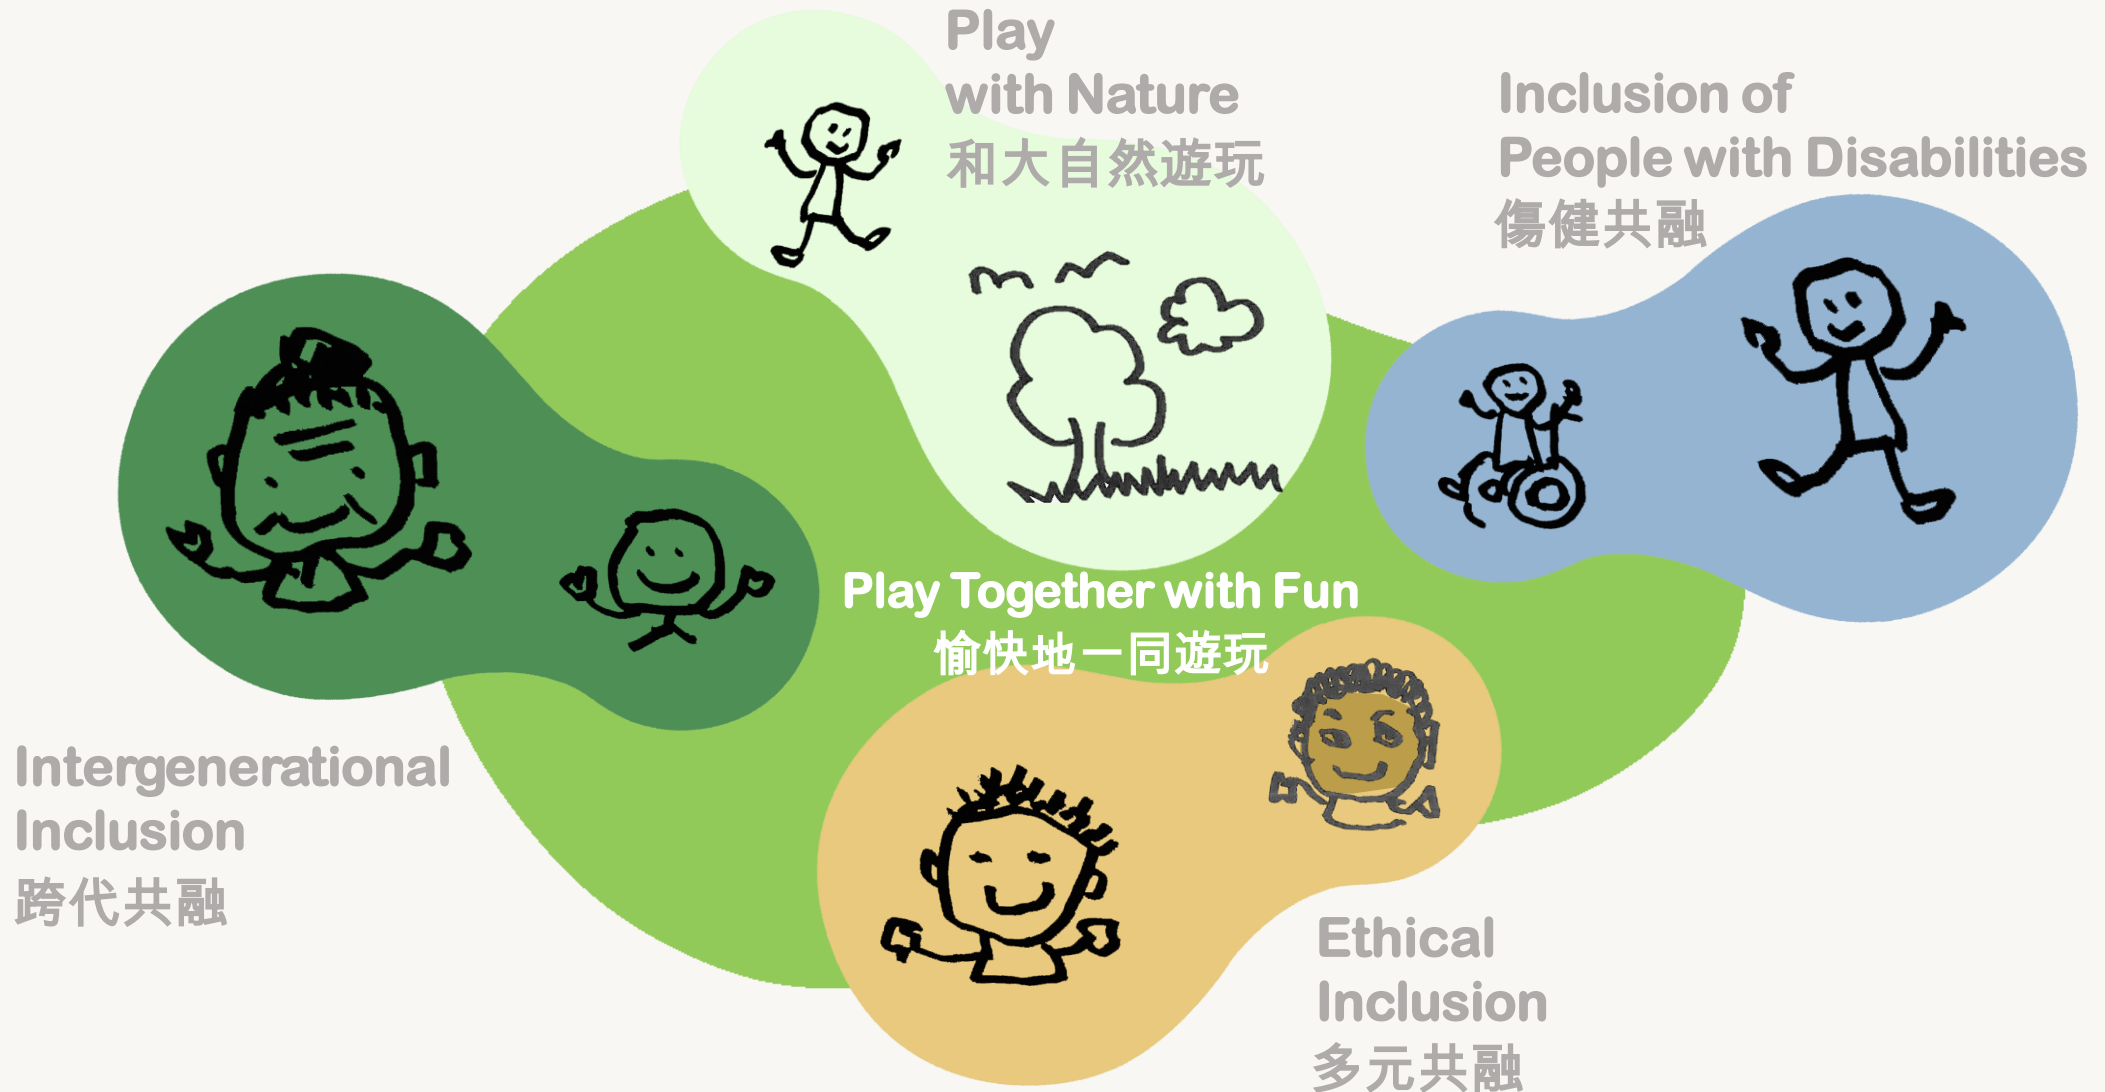 Play
with Nature
和大自然遊玩
Inclusion of
People with Disabilities
傷健共融
Play Together with Fun
愉快地一同遊玩
Intergenerational
Inclusion
跨代共融
Ethical
Inclusion
多元共融